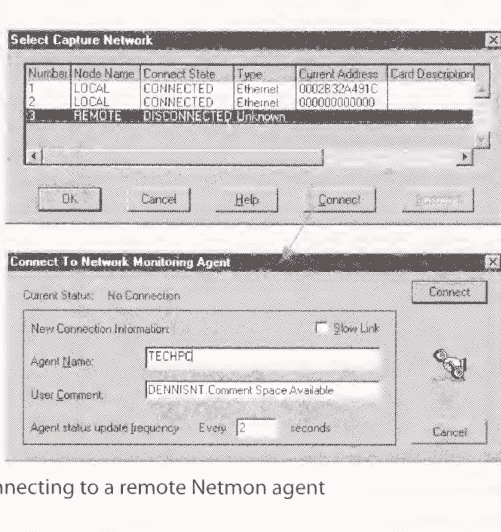 Select Capture Network
Number Node Name Connect State Type Current Address Card Description
1 LOCAL CONNECTED Ethernet 0002B32A491C
2 LOCAL CONNECTED Ethernet 000000000000
3 REMOTE DISCONNECTED Unknown
OK Cancel Help Connect
Connect To Network Monitoring Agent
Current Status: No Connection Connect
New Connection Information: Slow Link
Agent Name: TECHPC
User Comment: DENNISNT Comment Space Available
Agent status update frequency Every 2 seconds Cancel
nnecting to a remote Netmon agent